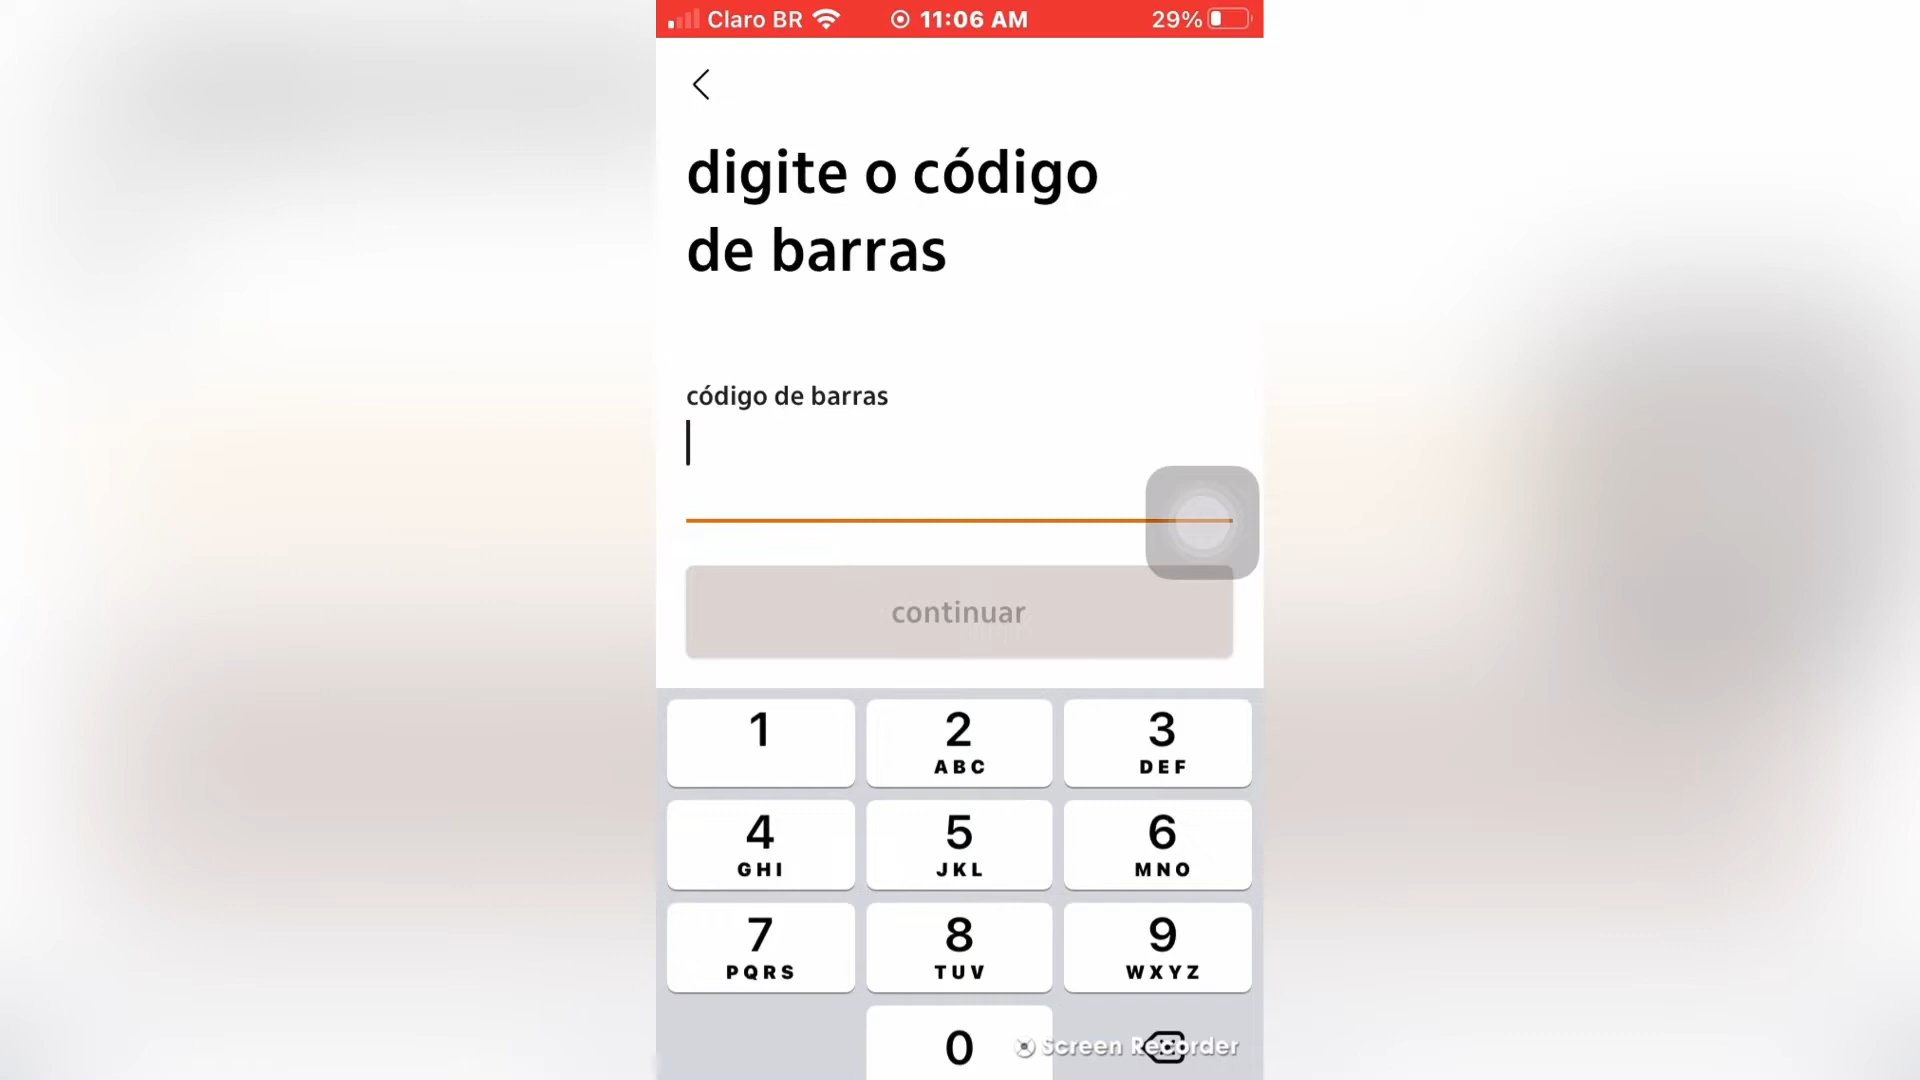 Claro BR 11:06 AM 29%
digite o código
de barras
código de barras
continuar
1 2 3
ABC DEF
4 5 6
GHI JKL MNO
7 8 9
PQRS TUV WXYZ
0
Screen Recorder